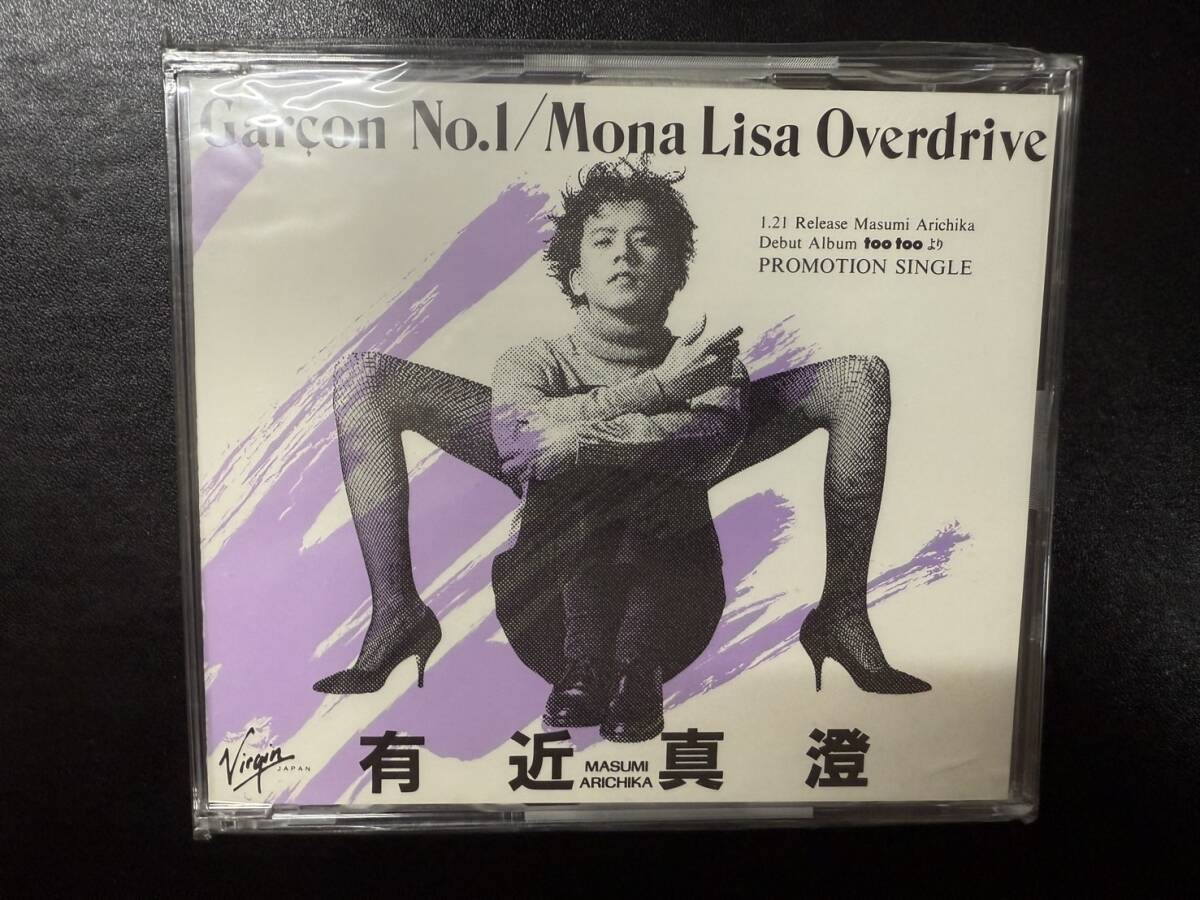 Garçon No.1/Mona Lisa Overdrive
1.21 Release Masumi Arichika
Debut Album too too より
PROMOTION SINGLE
Virgin
JAPAN
有近真澄
MASUMI
ARICHIKA